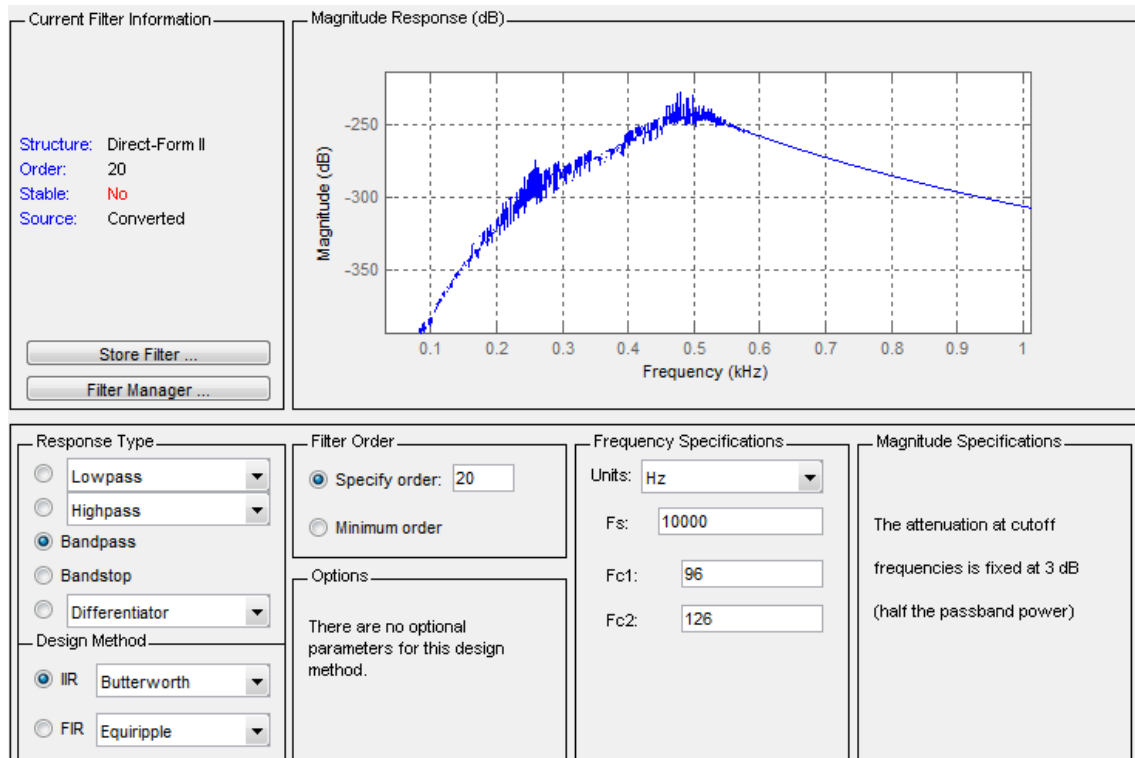 Current Filter Information
Structure: Direct-Form II
Order: 20
Stable: No
Source: Converted
Store Filter ...
Filter Manager ...
Magnitude Response (dB)
Magnitude (dB)
-250
-300
-350
0.1 0.2 0.3 0.4 0.5 0.6 0.7 0.8 0.9 1
Frequency (kHz)
Response Type
Lowpass
Highpass
Bandpass
Bandstop
Differentiator
Design Method
IIR Butterworth
FIR Equiripple
Filter Order
Specify order: 20
Minimum order
Options
There are no optional
parameters for this design
method.
Frequency Specifications
Units: Hz
Fs: 10000
Fc1: 96
Fc2: 126
Magnitude Specifications
The attenuation at cutoff
frequencies is fixed at 3 dB
(half the passband power)